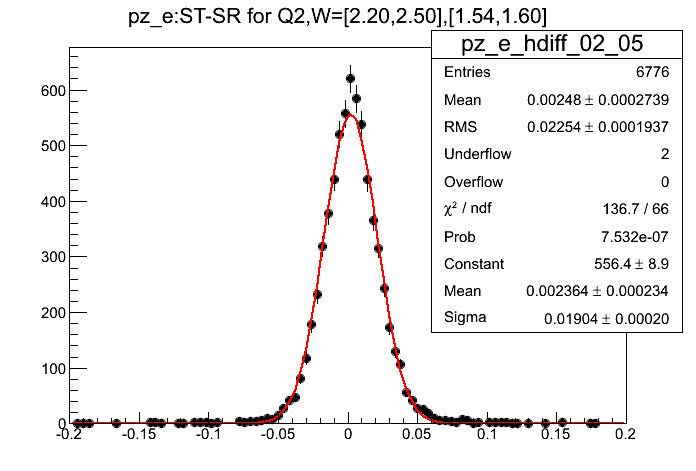 pz_e:ST-SR for Q2,W=[2.20,2.50],[1.54,1.60]
pz_e_hdiff_02_05
Entries 6776
Mean 0.00248 ± 0.0002739
RMS 0.02254 ± 0.0001937
Underflow 2
Overflow 0
χ² / ndf 136.7 / 66
Prob 7.532e-07
Constant 556.4 ± 8.9
Mean 0.002364 ± 0.000234
Sigma 0.01904 ± 0.00020
600
500
400
300
200
100
0
-0.2 -0.15 -0.1 -0.05 0 0.05 0.1 0.15 0.2